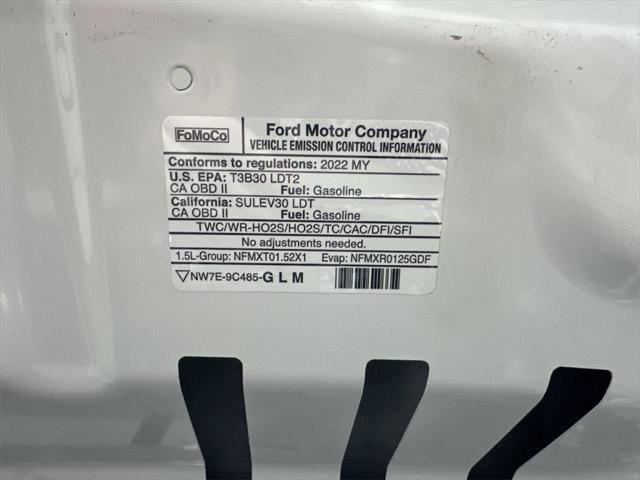 FoMoCo
Ford Motor Company
VEHICLE EMISSION CONTROL INFORMATION
Conforms to regulations: 2022 MY
U.S. EPA: T3B30 LDT2
CA OBD II Fuel: Gasoline
California: SULEV30 LDT
CA OBD II Fuel: Gasoline
TWC/WR-HO2S/HO2S/TC/CAC/DFI/SFI
No adjustments needed.
1.5L-Group: NFMXT01.52X1 Evap: NFMXR0125GDF
NW7E-9C485-G L M